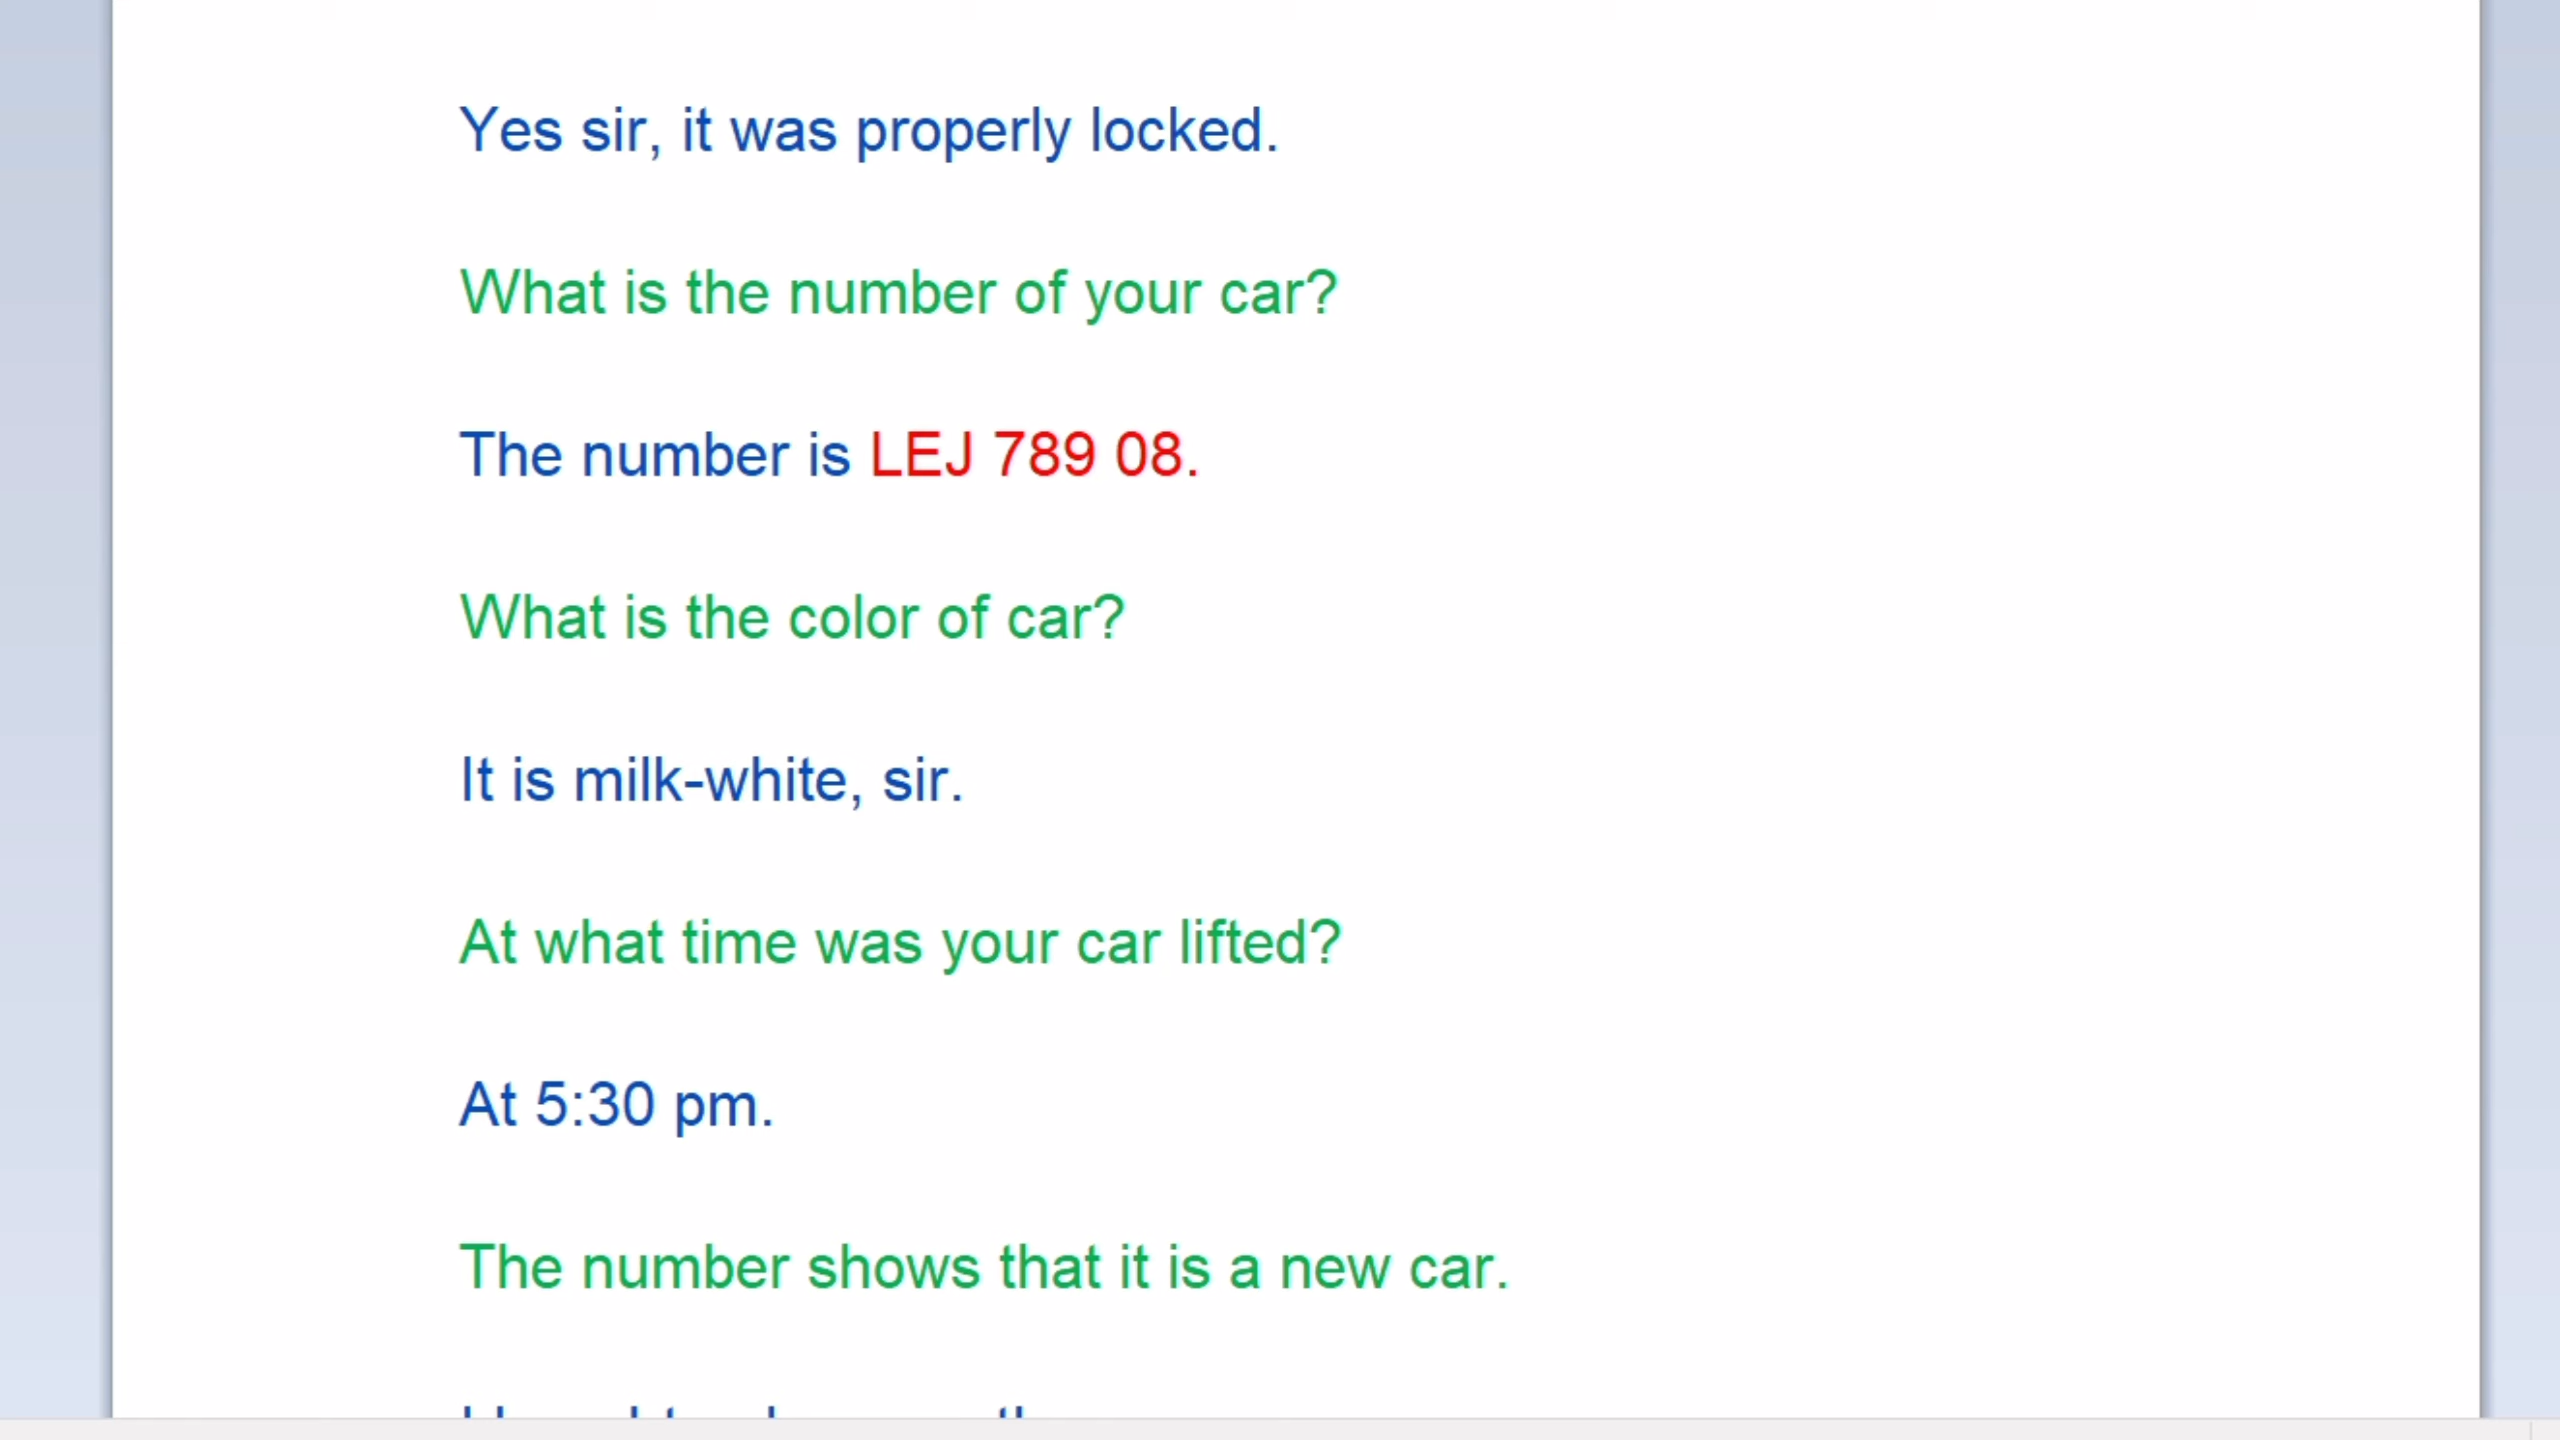 Yes sir, it was properly locked.
What is the number of your car?
The number is LEJ 789 08.
What is the color of car?
It is milk-white, sir.
At what time was your car lifted?
At 5:30 pm.
The number shows that it is a new car.